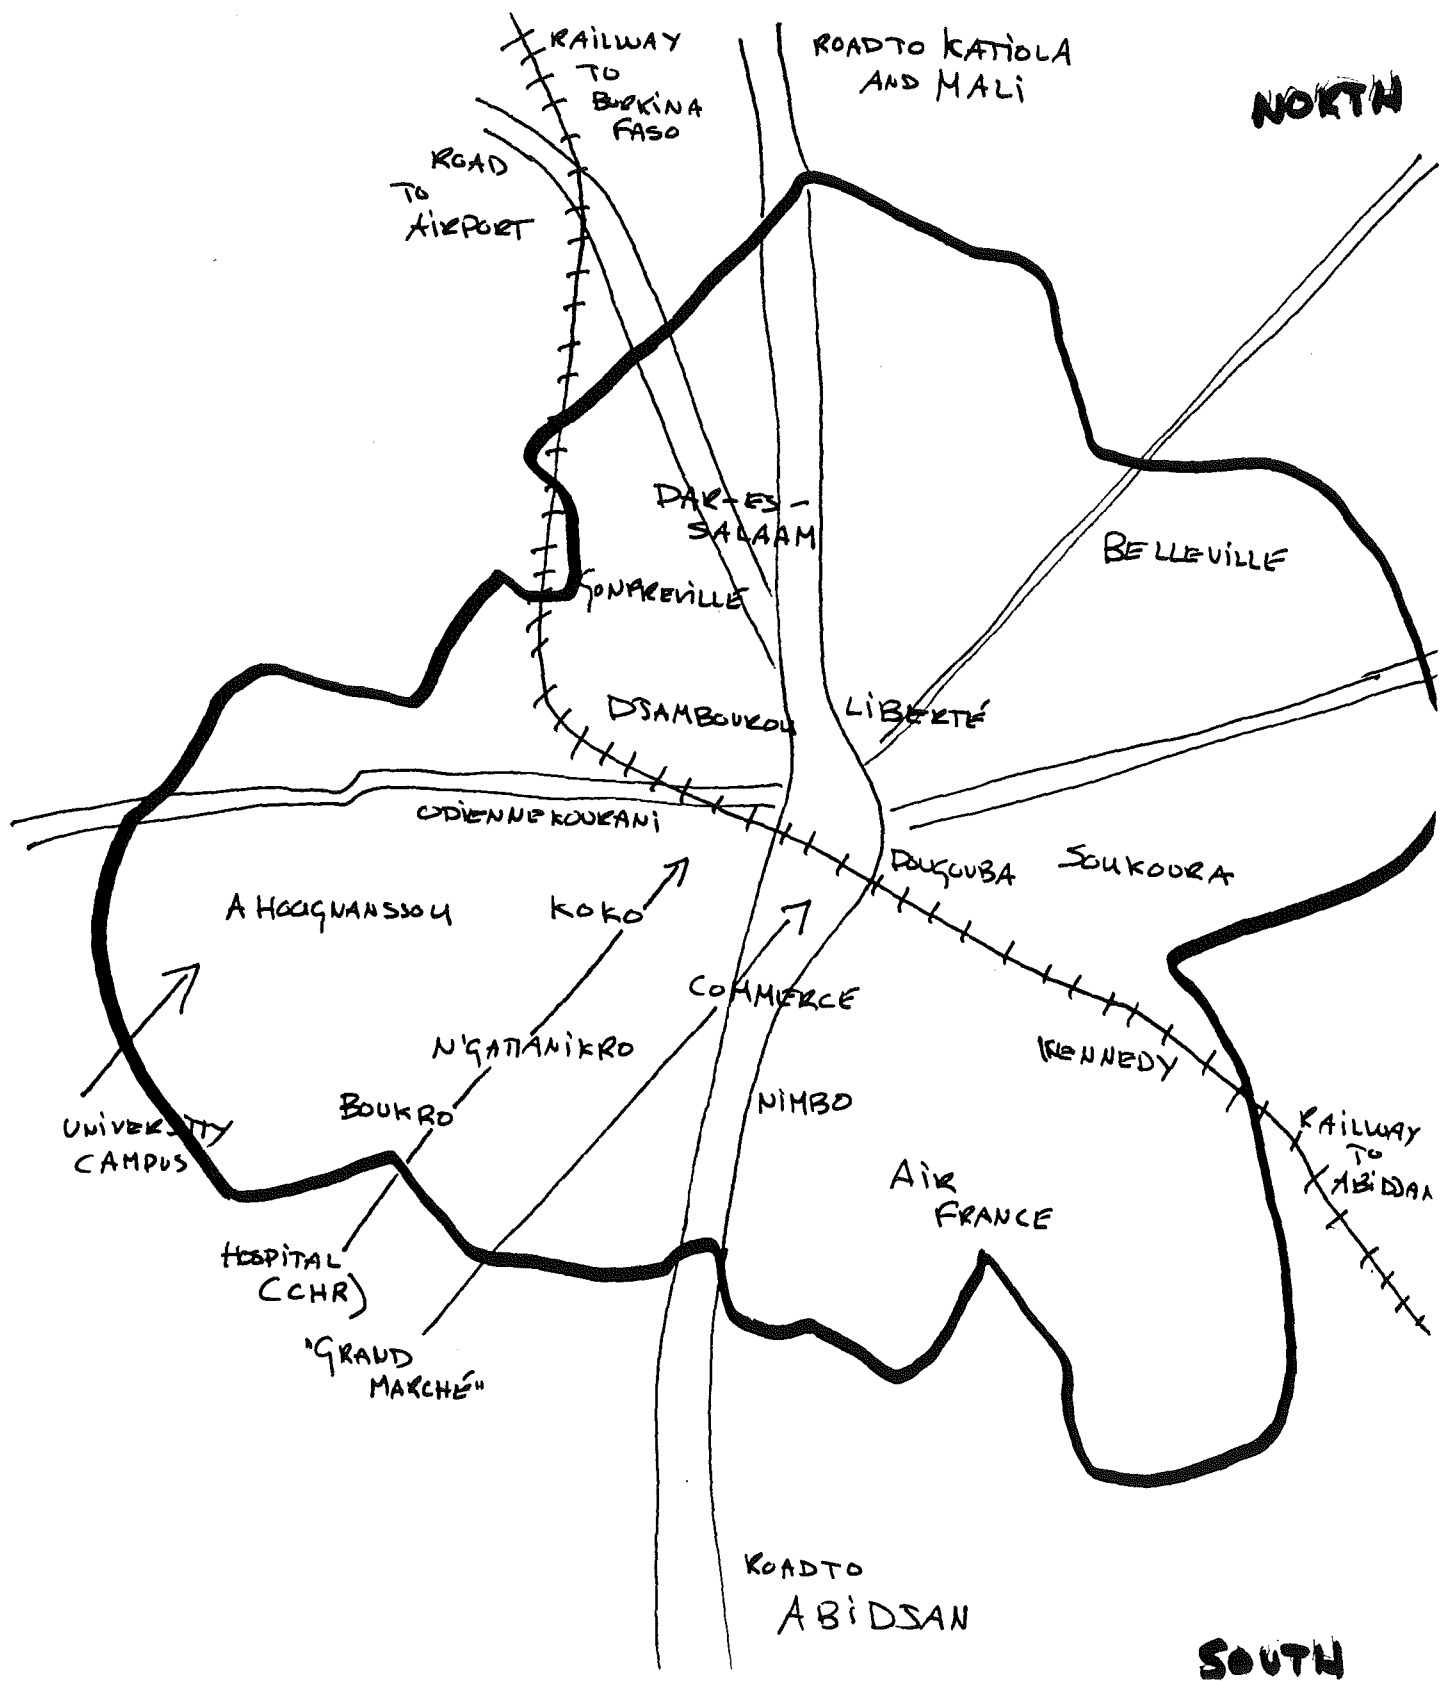 RAILWAY
TO
BURKINA
FASO
ROAD TO KATIOLA
AND MALI
NORTH
ROAD
TO
AIRPORT
DAR-ES-
SALAAM
BELLEVILLE
GONFREVILLE
DJAMBOUROU
LIBERTÉ
ODIENNEKOURANI
DOUGOUBA
SOUKOURA
AHOUGNANSSOU
KOKO
COMMERCE
N'GATTANIKRO
KENNEDY
BOUKRO
NIMBO
UNIVERSITY
CAMPUS
RAILWAY
TO
ABIDJAN
AIR
FRANCE
HOSPITAL
(CHR)
"GRAND
MARCHÉ"
ROAD TO
ABIDJAN
SOUTH